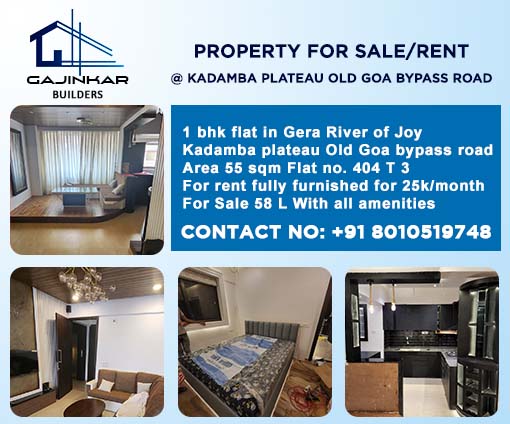 GAJINKAR
BUILDERS
PROPERTY FOR SALE/RENT
@ KADAMBA PLATEAU OLD GOA BYPASS ROAD
1 bhk flat in Gera River of Joy
Kadamba plateau Old Goa bypass road
Area 55 sqm Flat no. 404 T 3
For rent fully furnished for 25k/month
For Sale 58 L With all amenities
CONTACT NO: +91 8010519748